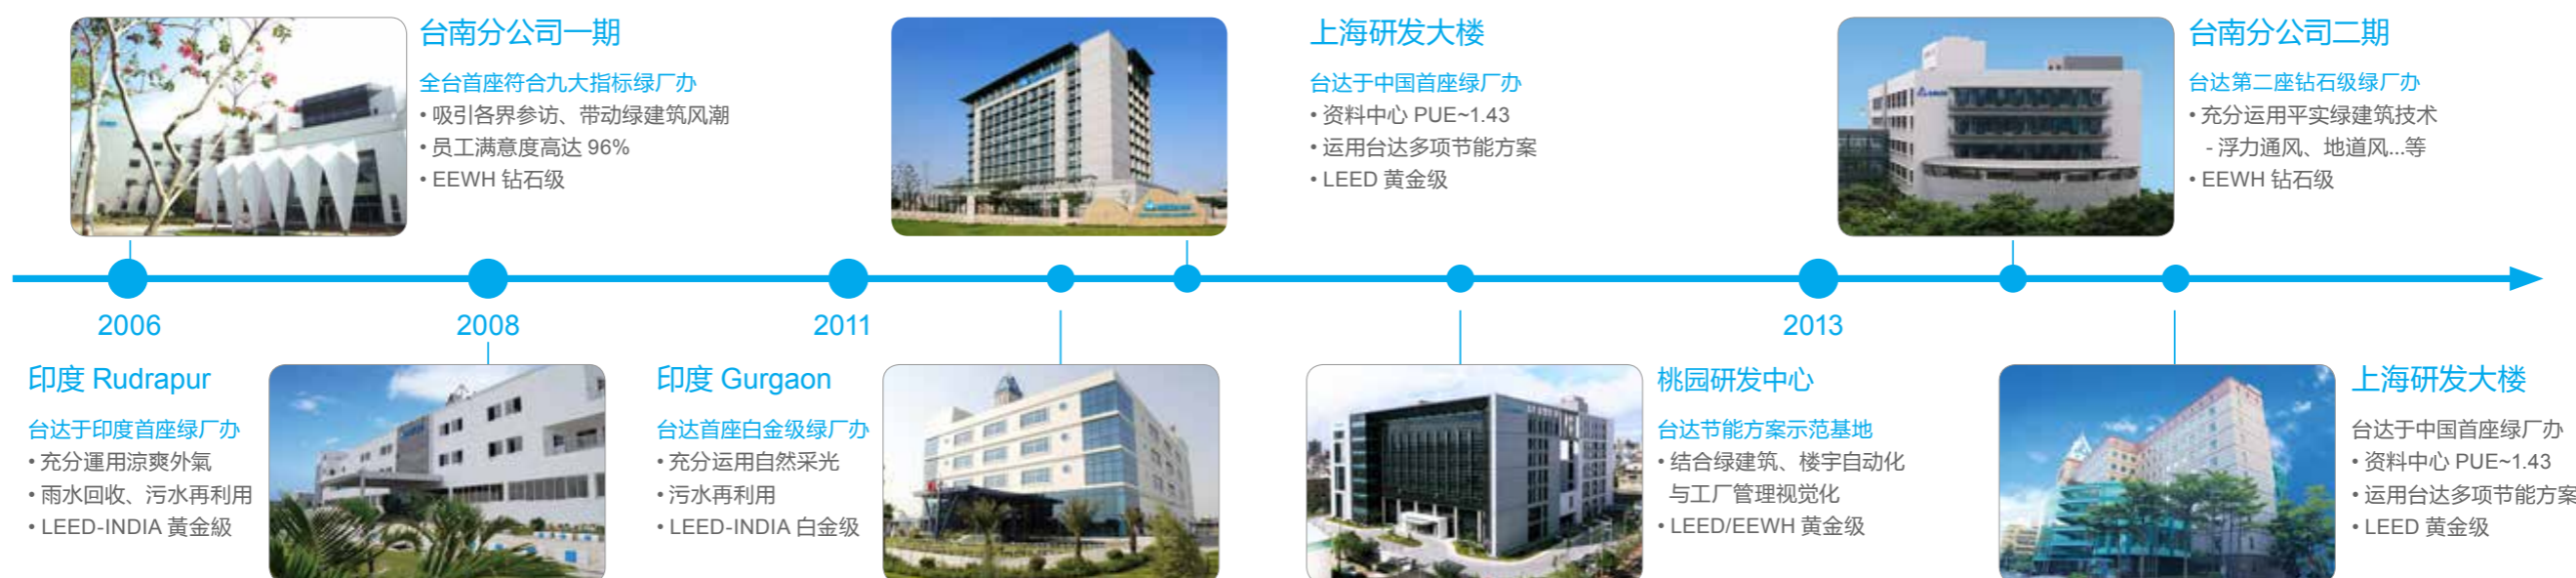 台南分公司一期
全台首座符合九大指标绿厂办
• 吸引各界参访、带动绿建筑风潮
• 员工满意度高达 96%
• EEWH 钻石级
上海研发大楼
台达于中国首座绿厂办
• 资料中心 PUE~1.43
• 运用台达多项节能方案
• LEED 黄金级
台南分公司二期
台达第二座钻石级绿厂办
• 充分运用平实绿建筑技术
- 浮力通风、地道风...等
• EEWH 钻石级
2006
2008
2011
2013
印度 Rudrapur
台达于印度首座绿厂办
• 充分運用涼爽外氣
• 雨水回收、污水再利用
• LEED-INDIA 黃金級
印度 Gurgaon
台达首座白金级绿厂办
• 充分运用自然采光
• 污水再利用
• LEED-INDIA 白金级
桃园研发中心
台达节能方案示范基地
• 结合绿建筑、楼宇自动化
与工厂管理视觉化
• LEED/EEWH 黄金级
上海研发大楼
台达于中国首座绿厂办
• 资料中心 PUE~1.43
• 运用台达多项节能方案
• LEED 黄金级